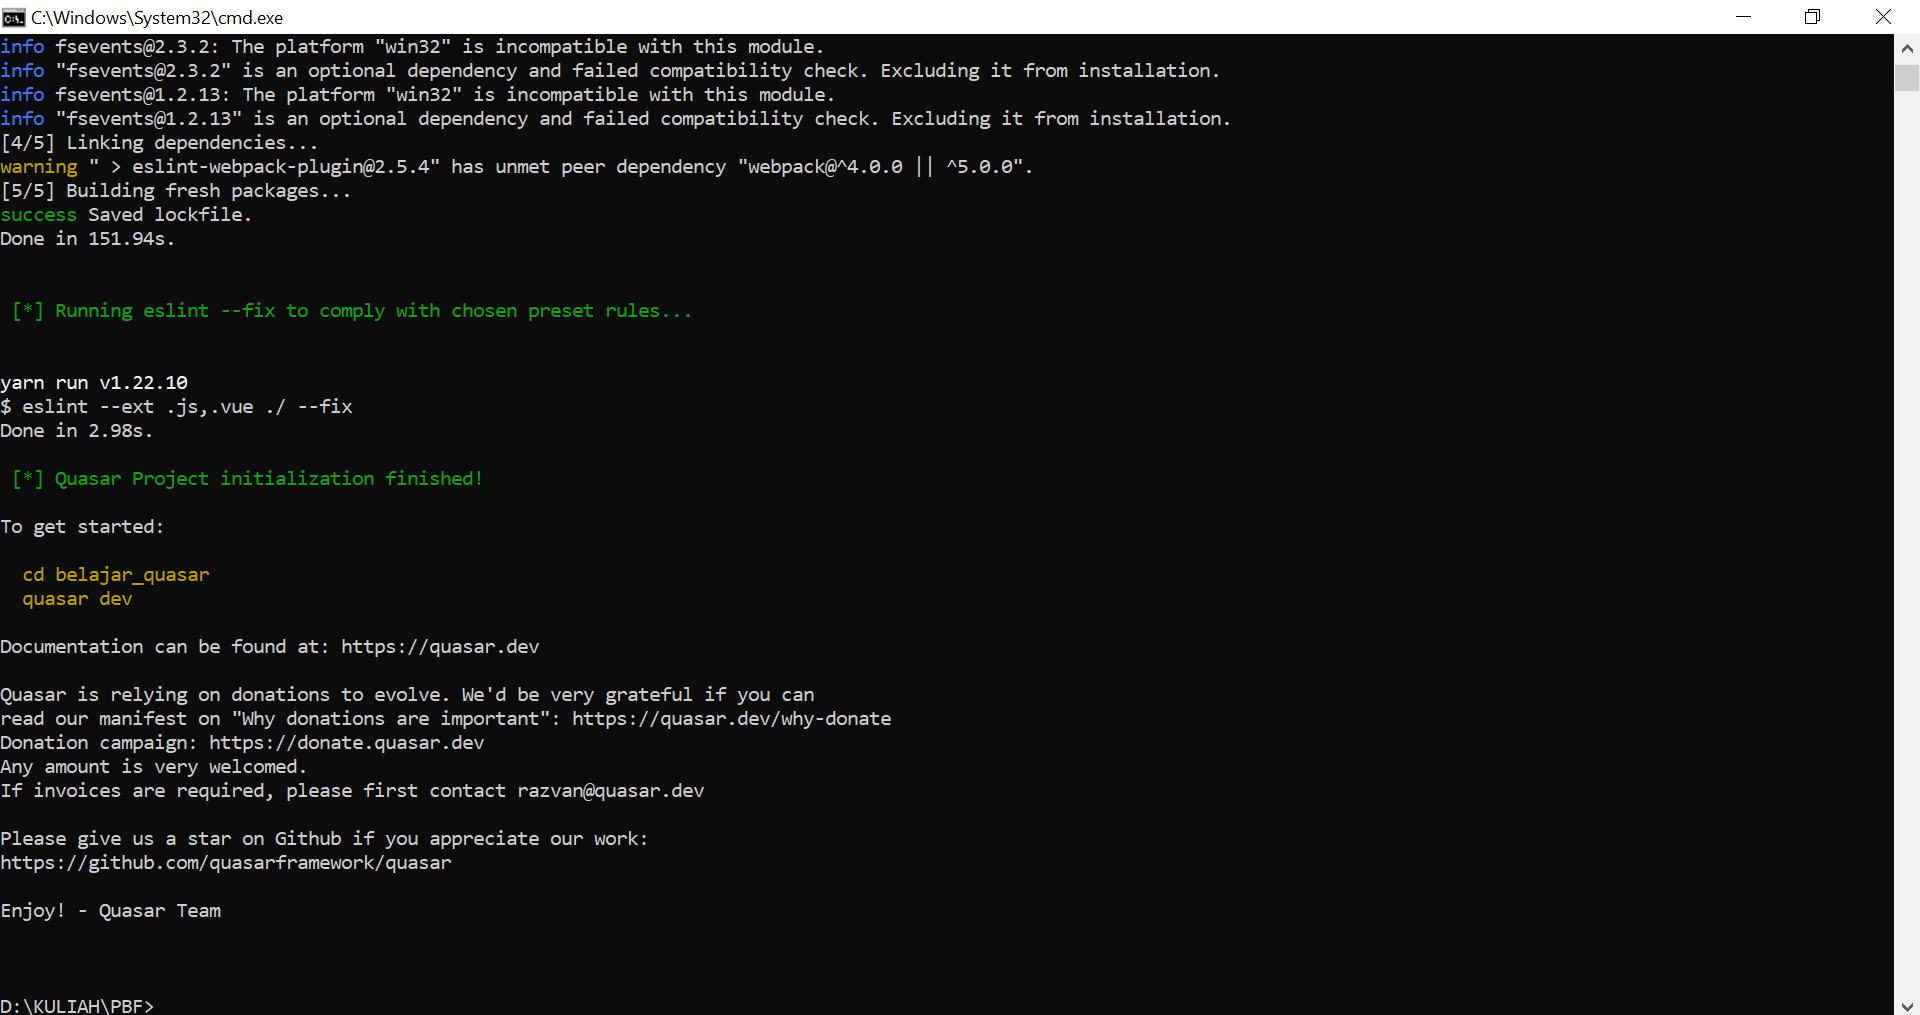 C:\Windows\System32\cmd.exe
info fsevents@2.3.2: The platform "win32" is incompatible with this module.
info "fsevents@2.3.2" is an optional dependency and failed compatibility check. Excluding it from installation.
info fsevents@1.2.13: The platform "win32" is incompatible with this module.
info "fsevents@1.2.13" is an optional dependency and failed compatibility check. Excluding it from installation.
[4/5] Linking dependencies...
warning " > eslint-webpack-plugin@2.5.4" has unmet peer dependency "webpack@^4.0.0 || ^5.0.0".
[5/5] Building fresh packages...
success Saved lockfile.
Done in 151.94s.
[*] Running eslint --fix to comply with chosen preset rules...
yarn run v1.22.10
$ eslint --ext .js,.vue ./ --fix
Done in 2.98s.
[*] Quasar Project initialization finished!
To get started:
cd belajar_quasar
quasar dev
Documentation can be found at: https://quasar.dev
Quasar is relying on donations to evolve. We'd be very grateful if you can
read our manifest on "Why donations are important": https://quasar.dev/why-donate
Donation campaign: https://donate.quasar.dev
Any amount is very welcomed.
If invoices are required, please first contact razvan@quasar.dev
Please give us a star on Github if you appreciate our work:
https://github.com/quasarframework/quasar
Enjoy! - Quasar Team
D:\KULIAH\PBF>